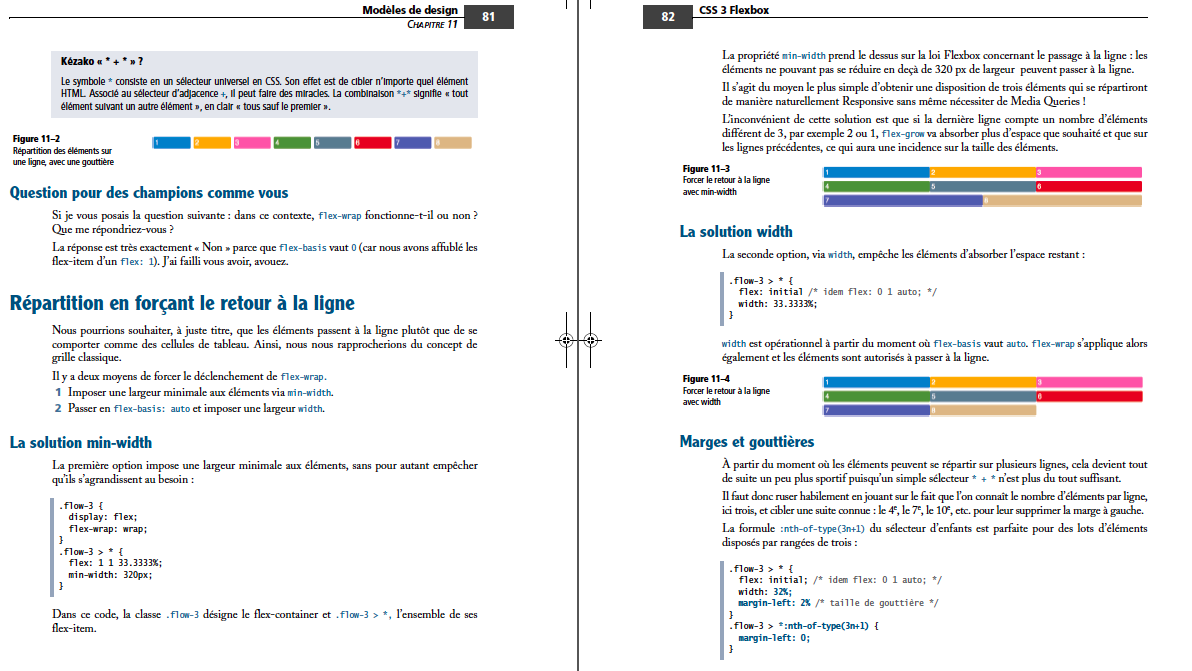 Modèles de design
CHAPITRE 11
81
Kézako « * + * » ?
Le symbole * consiste en un sélecteur universel en CSS. Son effet est de cibler n’importe quel élément
HTML. Associé au sélecteur d’adjacence +, il peut faire des miracles. La combinaison *+* signifie « tout
élément suivant un autre élément », en clair « tous sauf le premier ».
Figure 11–2
Répartition des éléments sur
une ligne, avec une gouttière
1 2 3 4 5 6 7 8
Question pour des champions comme vous
Si je vous posais la question suivante : dans ce contexte, flex-wrap fonctionne-t-il ou non ?
Que me répondriez-vous ?
La réponse est très exactement « Non » parce que flex-basis vaut 0 (car nous avons affublé les
flex-item d’un flex: 1). J’ai failli vous avoir, avouez.
Répartition en forçant le retour à la ligne
Nous pourrions souhaiter, à juste titre, que les éléments passent à la ligne plutôt que de se
comporter comme des cellules de tableau. Ainsi, nous nous rapprocherions du concept de
grille classique.
Il y a deux moyens de forcer le déclenchement de flex-wrap.
1 Imposer une largeur minimale aux éléments via min-width.
2 Passer en flex-basis: auto et imposer une largeur width.
La solution min-width
La première option impose une largeur minimale aux éléments, sans pour autant empêcher
qu’ils s’agrandissent au besoin :
.flow-3 {
display: flex;
flex-wrap: wrap;
}
.flow-3 > * {
flex: 1 1 33.3333%;
min-width: 320px;
}
Dans ce code, la classe .flow-3 désigne le flex-container et .flow-3 > *, l’ensemble de ses
flex-item.
82
CSS 3 Flexbox
La propriété min-width prend le dessus sur la loi Flexbox concernant le passage à la ligne : les
éléments ne pouvant pas se réduire en deçà de 320 px de largeur peuvent passer à la ligne.
Il s’agit du moyen le plus simple d’obtenir une disposition de trois éléments qui se répartiront
de manière naturellement Responsive sans même nécessiter de Media Queries !
L’inconvénient de cette solution est que si la dernière ligne compte un nombre d’éléments
différent de 3, par exemple 2 ou 1, flex-grow va absorber plus d’espace que souhaité et que sur
les lignes précédentes, ce qui aura une incidence sur la taille des éléments.
Figure 11–3
Forcer le retour à la ligne
avec min-width
1 2 3
4 5 6
7 8
La solution width
La seconde option, via width, empêche les éléments d’absorber l’espace restant :
.flow-3 > * {
flex: initial /* idem flex: 0 1 auto; */
width: 33.3333%;
}
width est opérationnel à partir du moment où flex-basis vaut auto. flex-wrap s’applique alors
également et les éléments sont autorisés à passer à la ligne.
Figure 11–4
Forcer le retour à la ligne
avec width
1 2 3
4 5 6
7 8
Marges et gouttières
À partir du moment où les éléments peuvent se répartir sur plusieurs lignes, cela devient tout
de suite un peu plus sportif puisqu’un simple sélecteur * + * n’est plus du tout suffisant.
Il faut donc ruser habilement en jouant sur le fait que l’on connaît le nombre d’éléments par ligne,
ici trois, et cibler une suite connue : le 4e, le 7e, le 10e, etc. pour leur supprimer la marge à gauche.
La formule :nth-of-type(3n+1) du sélecteur d’enfants est parfaite pour des lots d’éléments
disposés par rangées de trois :
.flow-3 > * {
flex: initial; /* idem flex: 0 1 auto; */
width: 32%;
margin-left: 2% /* taille de gouttière */
}
.flow-3 > *:nth-of-type(3n+1) {
margin-left: 0;
}